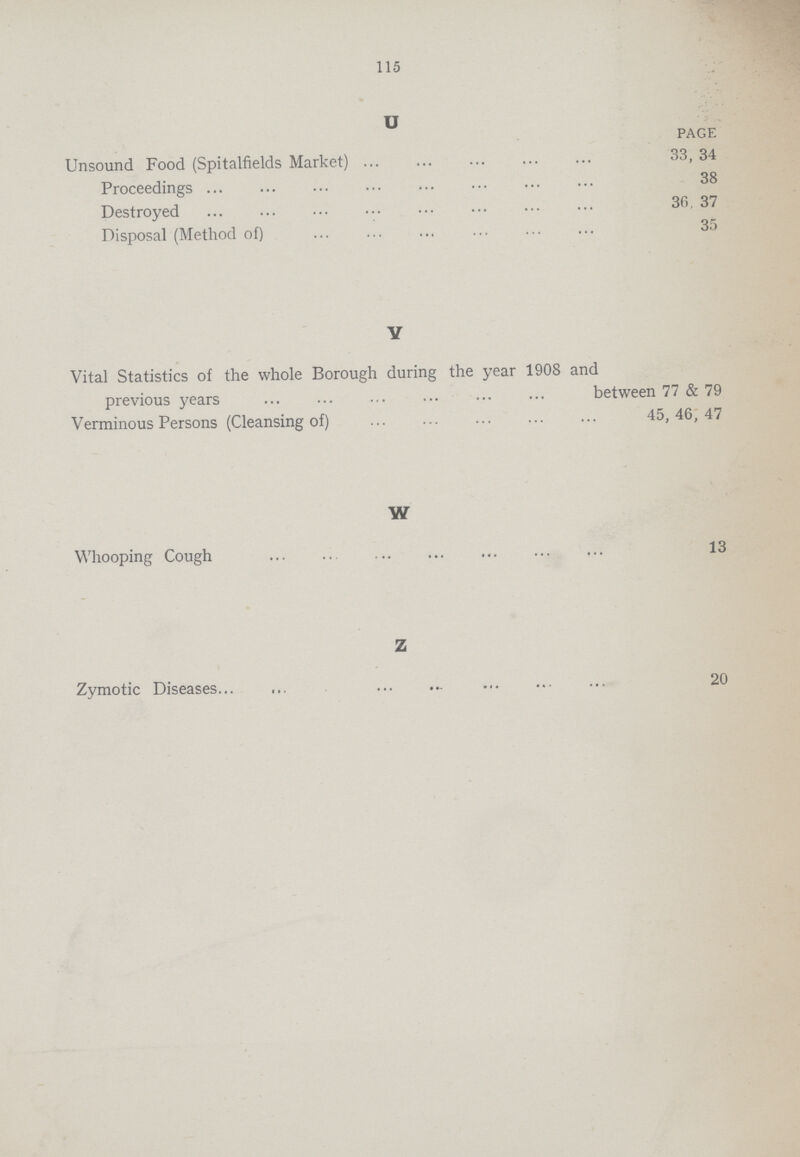 115
U
PAGE
Unsound Food (Spitalfields Market) ... ... ... ... ... 33, 34
Proceedings ... ... ... ... ... ... ... ... 38
Destroyed ... ... ... ... ... ... ... ... 36, 37
Disposal (Method of) ... ... ... ... ... ... 35
V
Vital Statistics of the whole Borough during the year 1908 and
previous years ... ... ... ... ... ... between 77 & 79
Verminous Persons (Cleansing of) ... ... ... ... ... 45, 46, 47
W
Whooping Cough ... ... ... ... ... ... ... 13
Z
Zymotic Diseases... ... ... ... ... ... ... 20